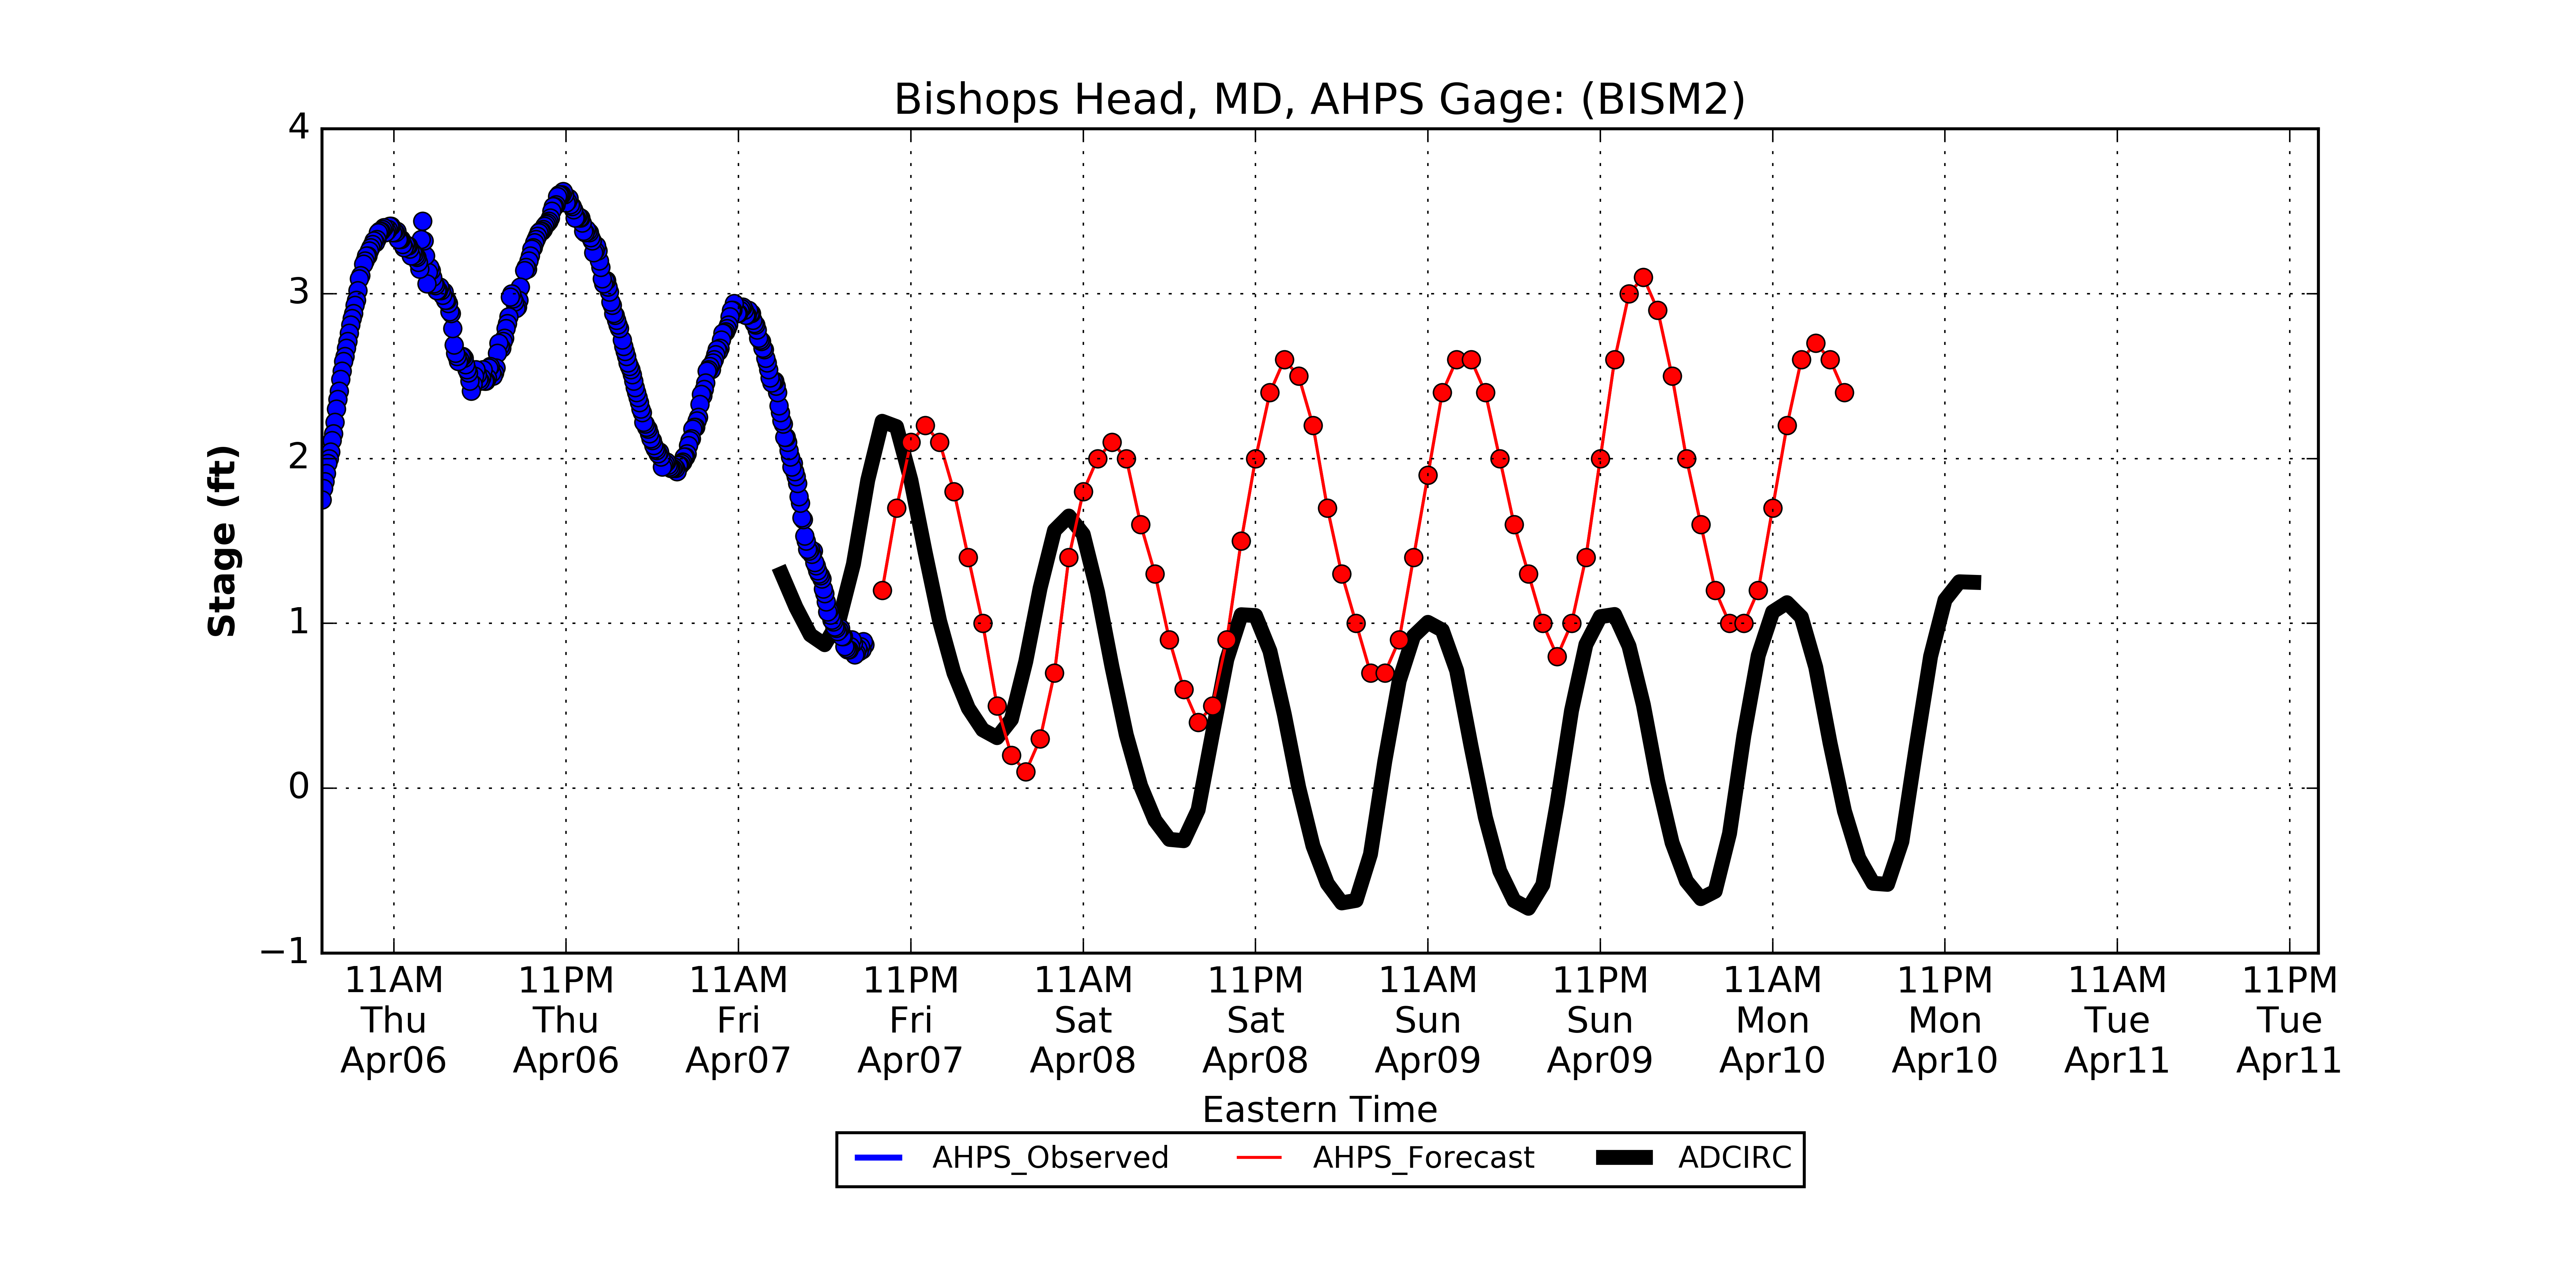 Bishops Head, MD, AHPS Gage: (BISM2)
4
3
2
1
0
−1
Stage (ft)
11AM 11PM 11AM 11PM 11AM 11PM 11AM 11PM 11AM 11PM 11AM 11PM
Thu Thu Fri Fri Sat Sat Sun Sun Mon Mon Tue Tue
Apr06 Apr06 Apr07 Apr07 Apr08 Apr08 Apr09 Apr09 Apr10 Apr10 Apr11 Apr11
Eastern Time
AHPS_Observed AHPS_Forecast ADCIRC